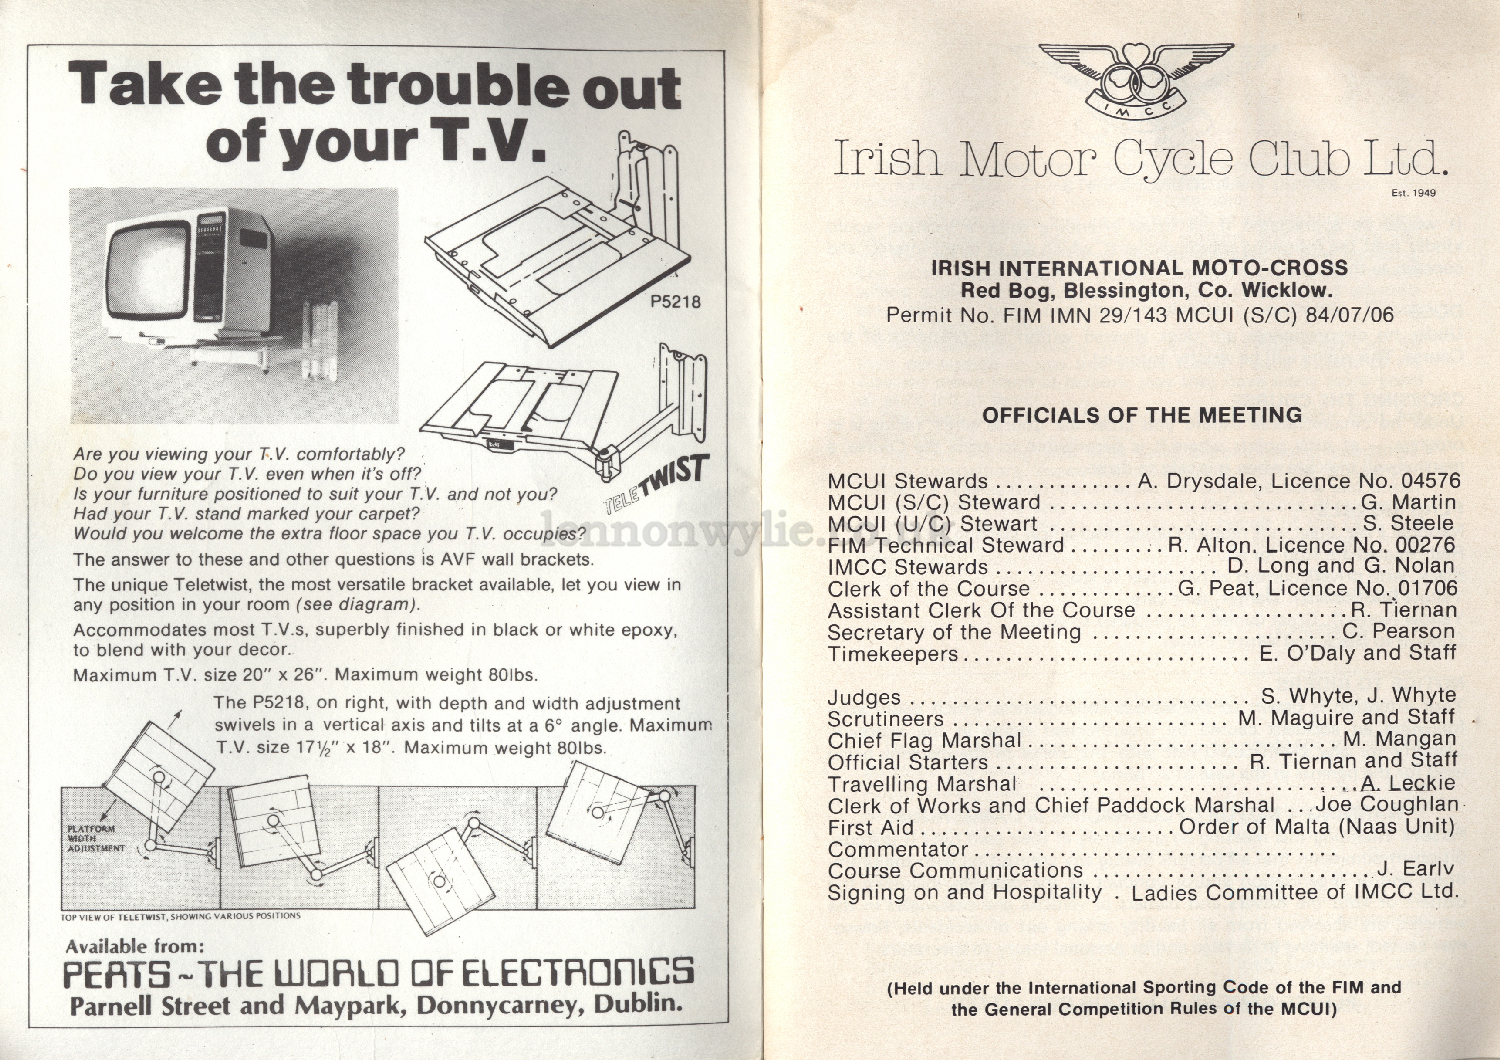 Take the trouble out
of your T.V.
P5218
TELETWIST
Are you viewing your T.V. comfortably?
Do you view your T.V. even when it's off?
Is your furniture positioned to suit your T.V. and not you?
Had your T.V. stand marked your carpet?
Would you welcome the extra floor space you T.V. occupies?
The answer to these and other questions is AVF wall brackets.
The unique Teletwist, the most versatile bracket available, let you view in
any position in your room (see diagram).
Accommodates most T.V.s, superbly finished in black or white epoxy,
to blend with your decor.
Maximum T.V. size 20" x 26". Maximum weight 80lbs.
The P5218, on right, with depth and width adjustment
swivels in a vertical axis and tilts at a 6° angle. Maximum
T.V. size 17½" x 18". Maximum weight 80lbs.
PLATFORM
WIDTH
ADJUSTMENT
TOP VIEW OF TELETWIST, SHOWING VARIOUS POSITIONS
Available from:
PEATS ~ THE WORLD OF ELECTRONICS
Parnell Street and Maypark, Donnycarney, Dublin.
lennonwylie.co.uk
I M C C
Irish Motor Cycle Club Ltd.
Est. 1949
IRISH INTERNATIONAL MOTO-CROSS
Red Bog, Blessington, Co. Wicklow.
Permit No. FIM IMN 29/143 MCUI (S/C) 84/07/06
OFFICIALS OF THE MEETING
MCUI Stewards ............. A. Drysdale, Licence No. 04576
MCUI (S/C) Steward .............................G. Martin
MCUI (U/C) Stewart ............................. S. Steele
FIM Technical Steward ......... R. Alton. Licence No. 00276
IMCC Stewards ..................... D. Long and G. Nolan
Clerk of the Course .............G. Peat, Licence No. 01706
Assistant Clerk Of the Course ...................R. Tiernan
Secretary of the Meeting ....................... C. Pearson
Timekeepers........................... E. O'Daly and Staff
Judges ................................ S. Whyte, J. Whyte
Scrutineers .......................... M. Maguire and Staff
Chief Flag Marshal............................. M. Mangan
Official Starters ....................... R. Tiernan and Staff
Travelling Marshal ..............................A. Leckie
Clerk of Works and Chief Paddock Marshal .. Joe Coughlan
First Aid ........................ Order of Malta (Naas Unit)
Commentator..................................
Course Communications ...........................J. Earlv
Signing on and Hospitality . Ladies Committee of IMCC Ltd.
(Held under the International Sporting Code of the FIM and
the General Competition Rules of the MCUI)